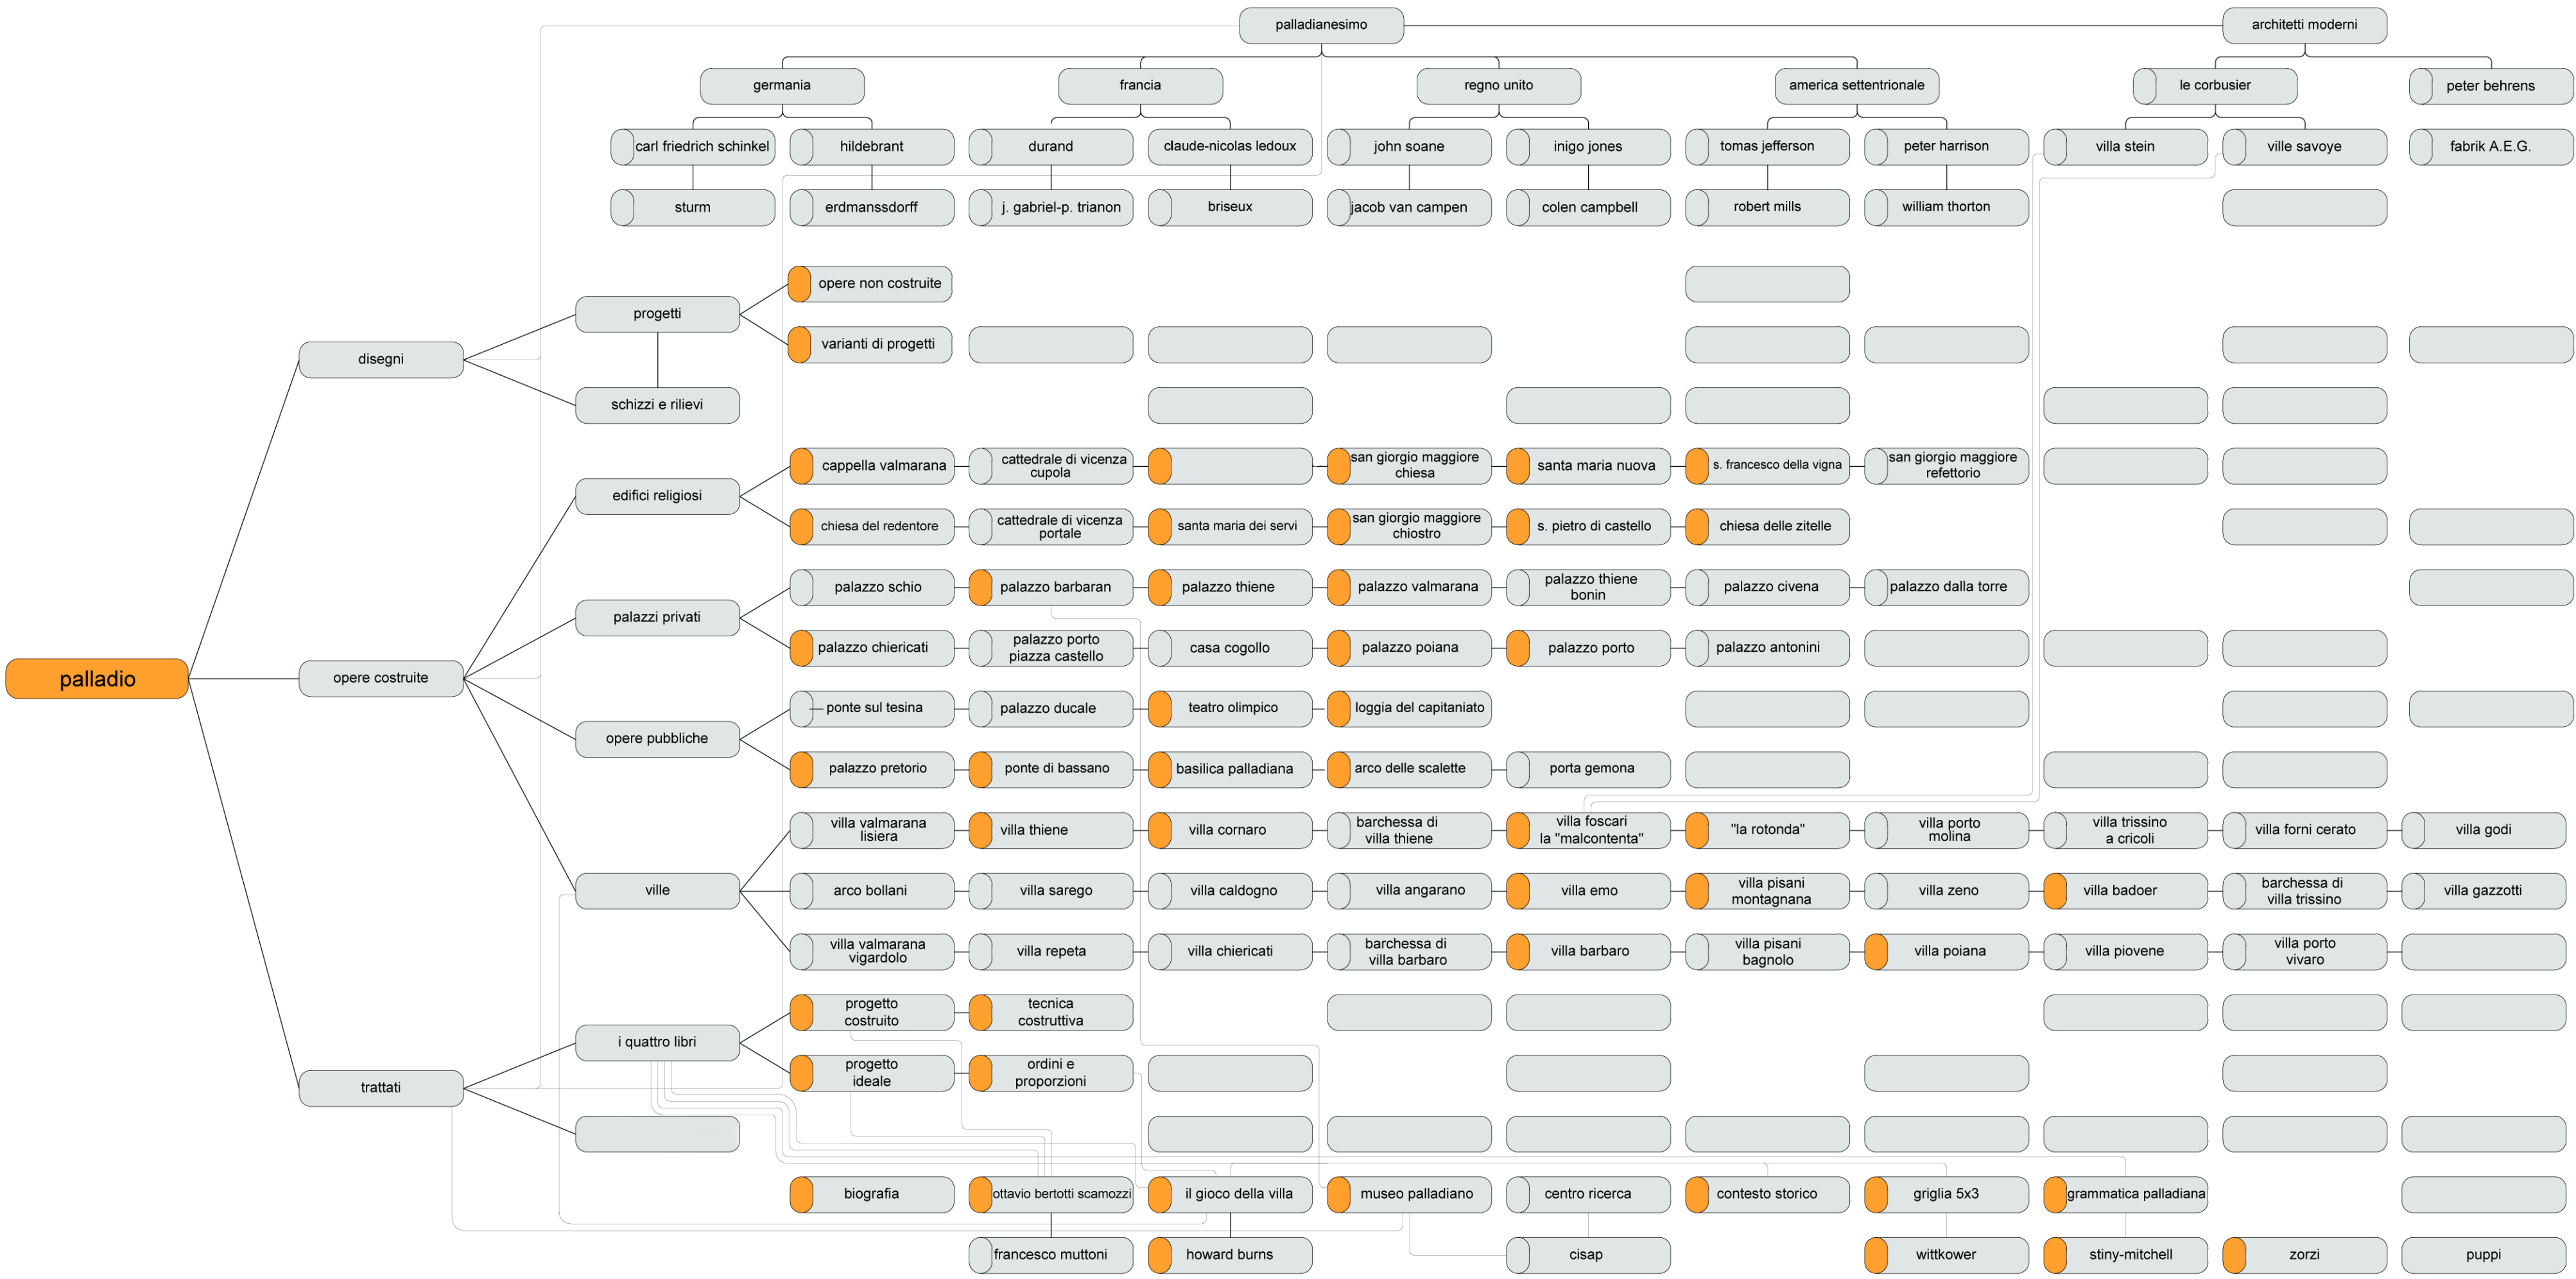 palladianesimo
architetti moderni
germania
francia
regno unito
america settentrionale
le corbusier
peter behrens
carl friedrich schinkel
hildebrant
durand
claude-nicolas ledoux
john soane
inigo jones
tomas jefferson
peter harrison
villa stein
ville savoye
fabrik A.E.G.
sturm
erdmanssdorff
j. gabriel-p. trianon
briseux
jacob van campen
colen campbell
robert mills
william thorton
opere non costruite
progetti
varianti di progetti
disegni
schizzi e rilievi
cappella valmarana
cattedrale di vicenza
cupola
san giorgio maggiore
chiesa
santa maria nuova
s. francesco della vigna
san giorgio maggiore
refettorio
edifici religiosi
chiesa del redentore
cattedrale di vicenza
portale
santa maria dei servi
san giorgio maggiore
chiostro
s. pietro di castello
chiesa delle zitelle
palazzo schio
palazzo barbaran
palazzo thiene
palazzo valmarana
palazzo thiene
bonin
palazzo civena
palazzo dalla torre
palazzi privati
palazzo chiericati
palazzo porto
piazza castello
casa cogollo
palazzo poiana
palazzo porto
palazzo antonini
palladio
opere costruite
ponte sul tesina
palazzo ducale
teatro olimpico
loggia del capitaniato
opere pubbliche
palazzo pretorio
ponte di bassano
basilica palladiana
arco delle scalette
porta gemona
villa valmarana
lisiera
villa thiene
villa cornaro
barchessa di
villa thiene
villa foscari
la "malcontenta"
"la rotonda"
villa porto
molina
villa trissino
a cricoli
villa forni cerato
villa godi
ville
arco bollani
villa sarego
villa caldogno
villa angarano
villa emo
villa pisani
montagnana
villa zeno
villa badoer
barchessa di
villa trissino
villa gazzotti
villa valmarana
vigardolo
villa repeta
villa chiericati
barchessa di
villa barbaro
villa barbaro
villa pisani
bagnolo
villa poiana
villa piovene
villa porto
vivaro
progetto
costruito
tecnica
costruttiva
i quattro libri
progetto
ideale
ordini e
proporzioni
trattati
biografia
ottavio bertotti scamozzi
il gioco della villa
museo palladiano
centro ricerca
contesto storico
griglia 5x3
grammatica palladiana
francesco muttoni
howard burns
cisap
wittkower
stiny-mitchell
zorzi
puppi